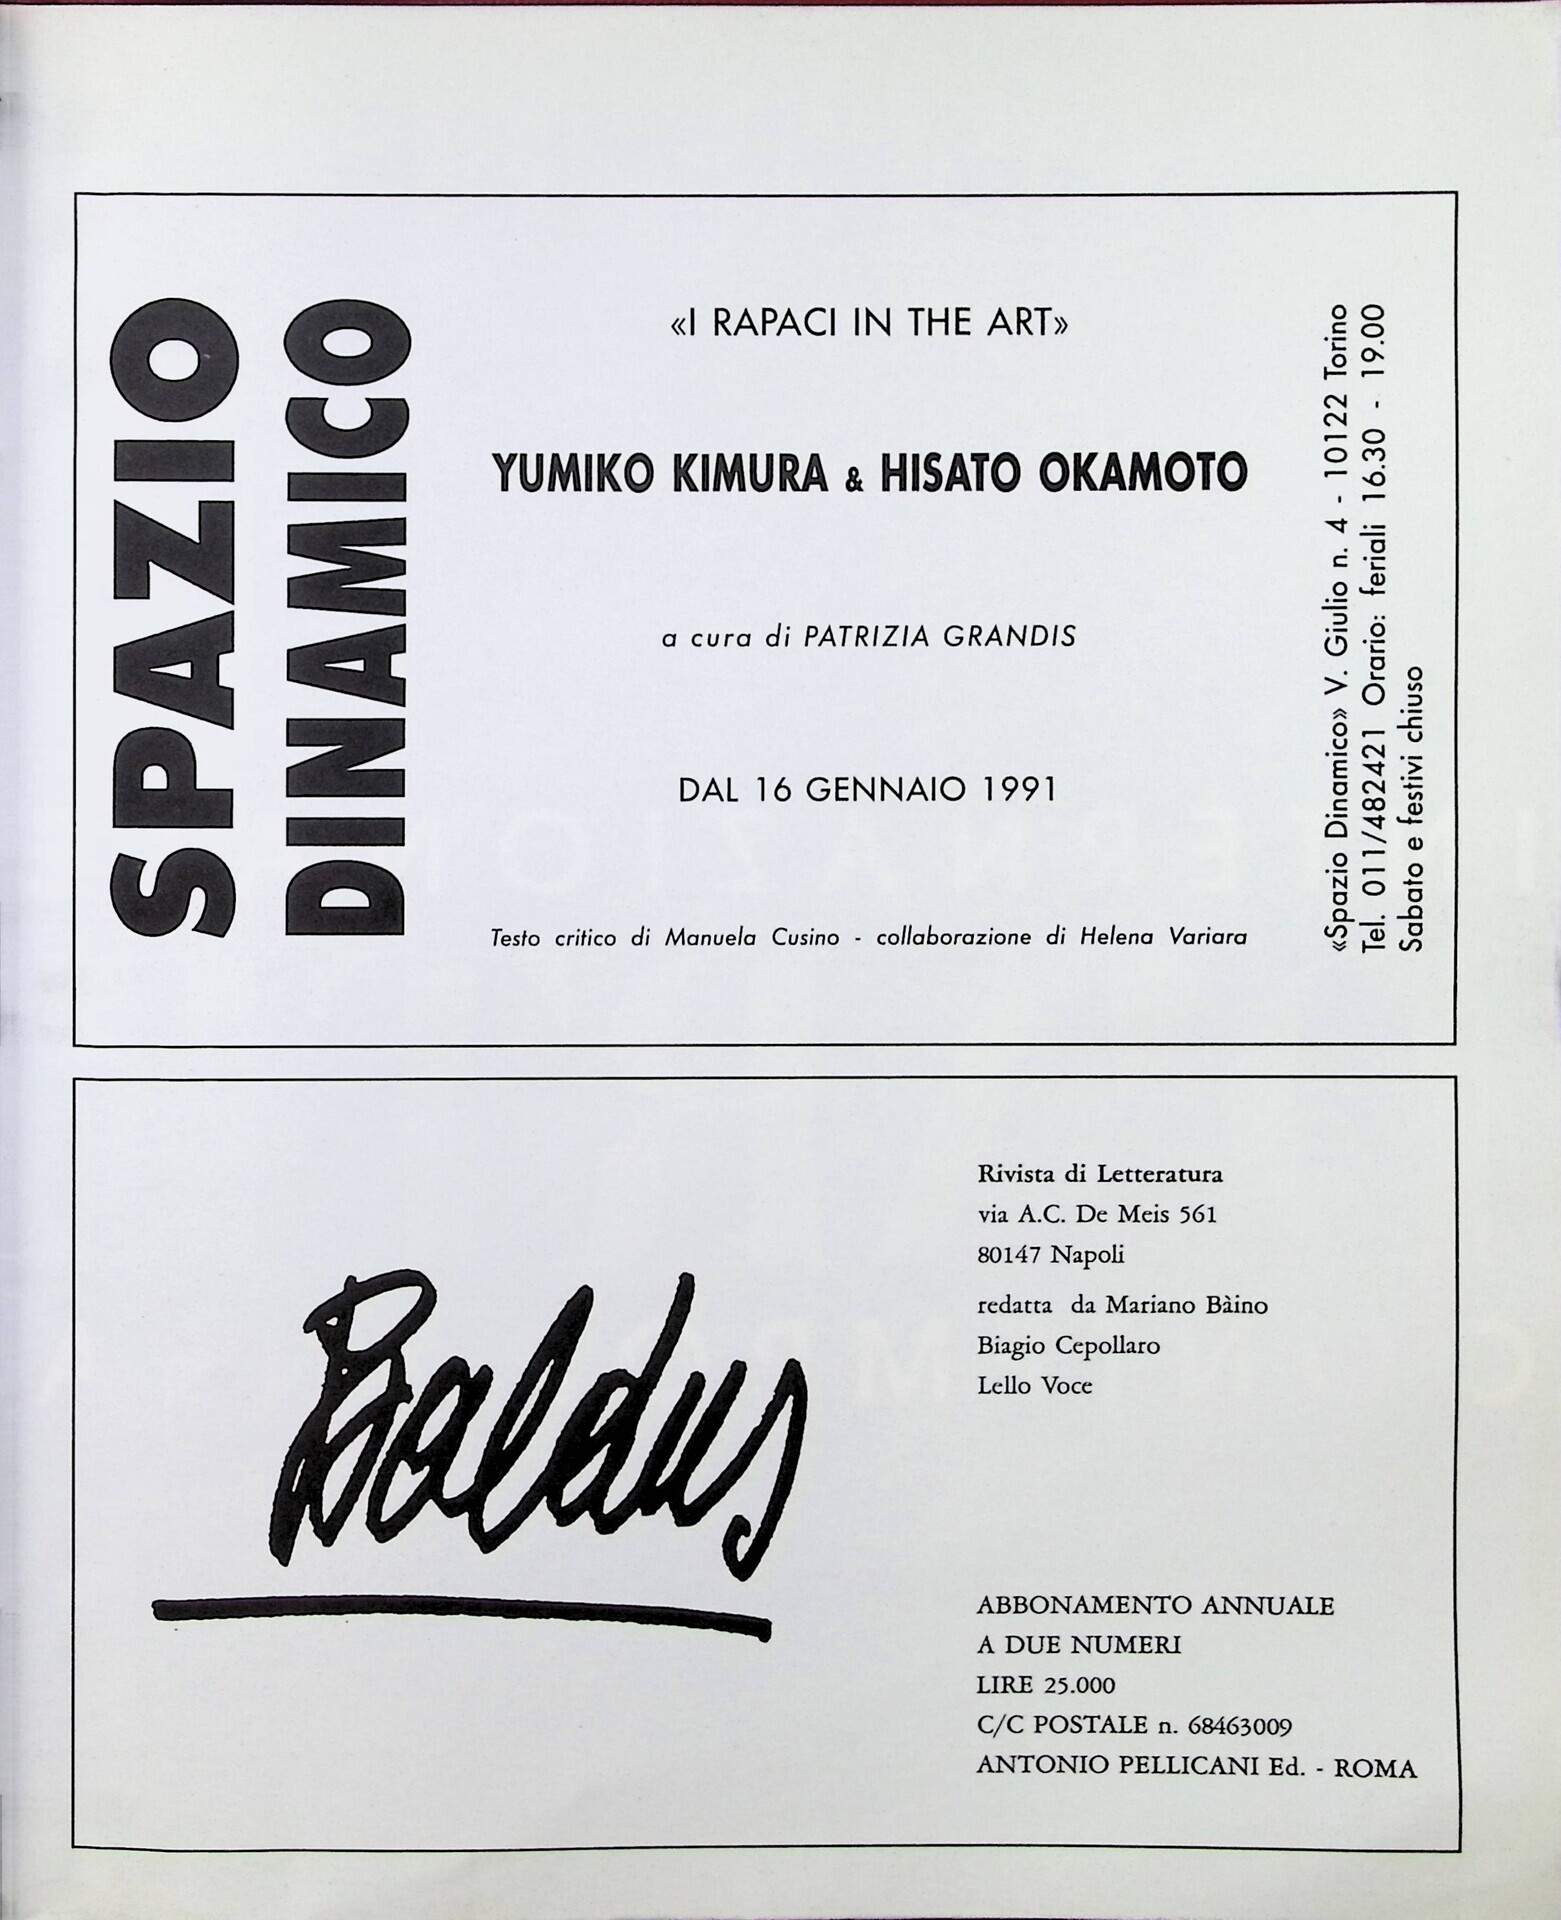 SPAZIO
DINAMICO
«I RAPACI IN THE ART»
YUMIKO KIMURA & HISATO OKAMOTO
a cura di PATRIZIA GRANDIS
DAL 16 GENNAIO 1991
Testo critico di Manuela Cusino - collaborazione di Helena Variara
«Spazio Dinamico» V. Giulio n. 4 - 10122 Torino
Tel. 011/482421 Orario: feriali 16.30 - 19.00
Sabato e festivi chiuso
Baldus
Rivista di Letteratura
via A.C. De Meis 561
80147 Napoli
redatta da Mariano Bàino
Biagio Cepollaro
Lello Voce
ABBONAMENTO ANNUALE
A DUE NUMERI
LIRE 25.000
C/C POSTALE n. 68463009
ANTONIO PELLICANI Ed. - ROMA